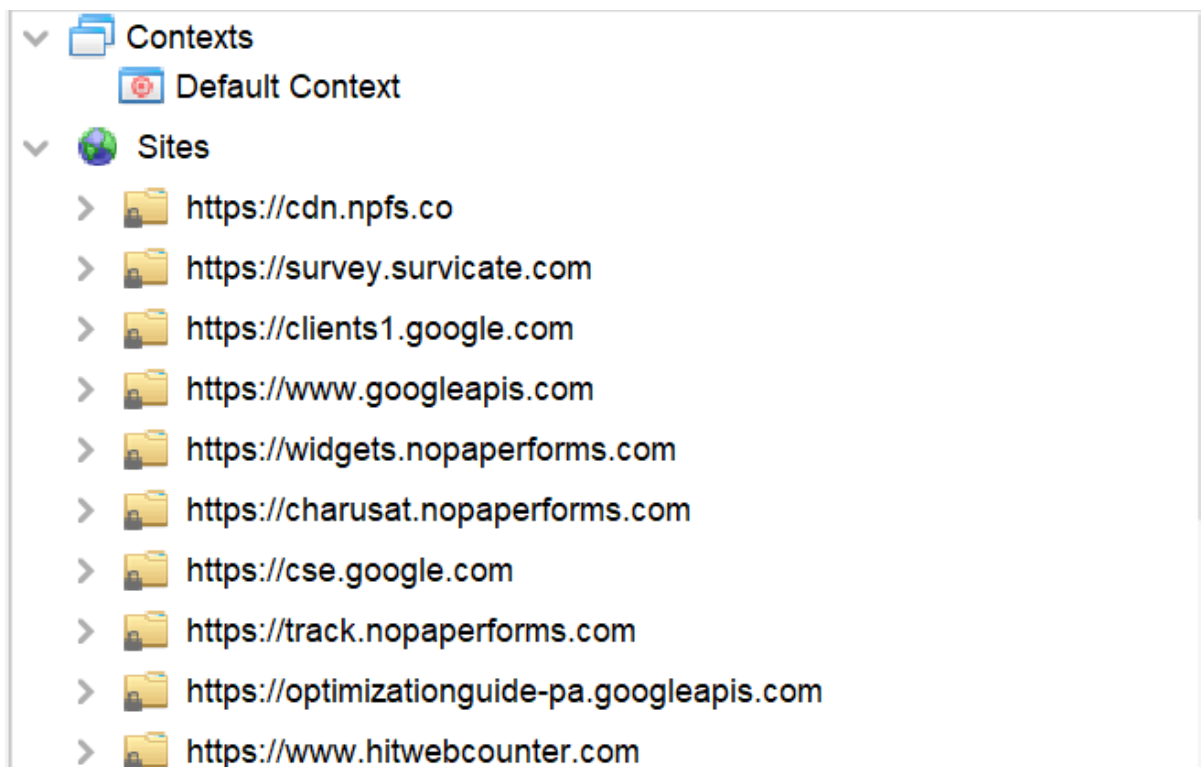 Contexts
Default Context
Sites
https://cdn.npfs.co
https://survey.survicate.com
https://clients1.google.com
https://www.googleapis.com
https://widgets.nopaperforms.com
https://charusat.nopaperforms.com
https://cse.google.com
https://track.nopaperforms.com
https://optimizationguide-pa.googleapis.com
https://www.hitwebcounter.com